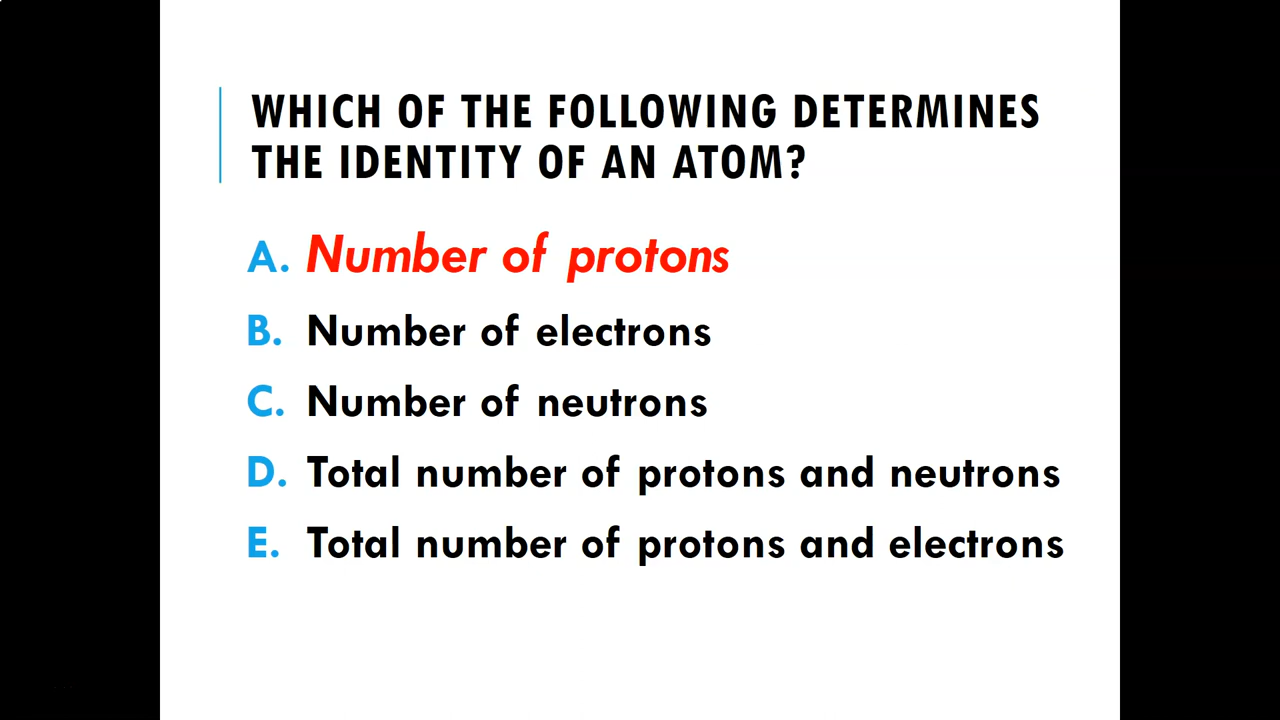 WHICH OF THE FOLLOWING DETERMINES
THE IDENTITY OF AN ATOM?
A. Number of protons
B. Number of electrons
C. Number of neutrons
D. Total number of protons and neutrons
E. Total number of protons and electrons